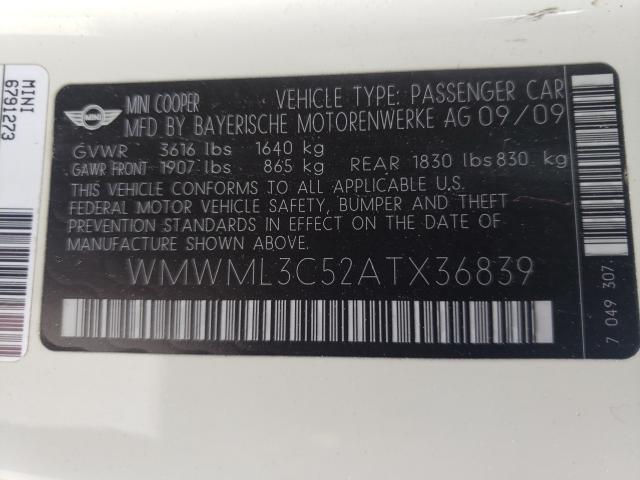 MINI
6791273
MINI
MINI COOPER
VEHICLE TYPE: PASSENGER CAR
MFD BY BAYERISCHE MOTORENWERKE AG 09/09
GVWR 3616 lbs 1640 kg
GAWR FRONT 1907 lbs 865 kg REAR 1830 lbs 830 kg
THIS VEHICLE CONFORMS TO ALL APPLICABLE U.S.
FEDERAL MOTOR VEHICLE SAFETY, BUMPER AND THEFT
PREVENTION STANDARDS IN EFFECT ON THE DATE OF
MANUFACTURE SHOWN ABOVE.
WMWML3C52ATX36839
7 049 307